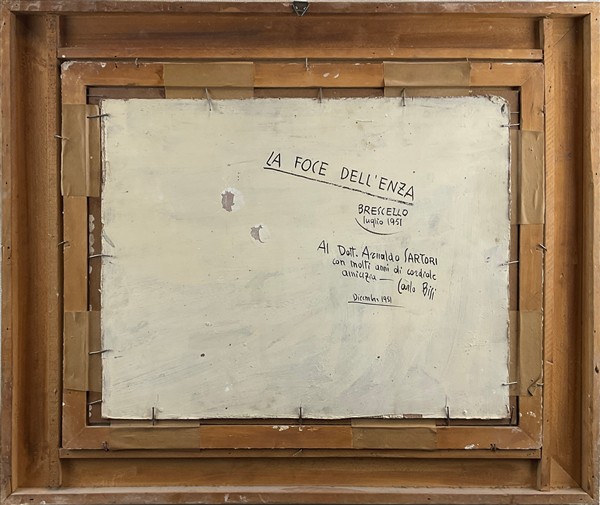 LA FOCE DELL'ENZA
BRESCELLO
luglio 1951
Al Dott. Arnaldo SARTORI
con molti anni di cordiale
amicizia — Carlo Bisi
Dicembre 1951